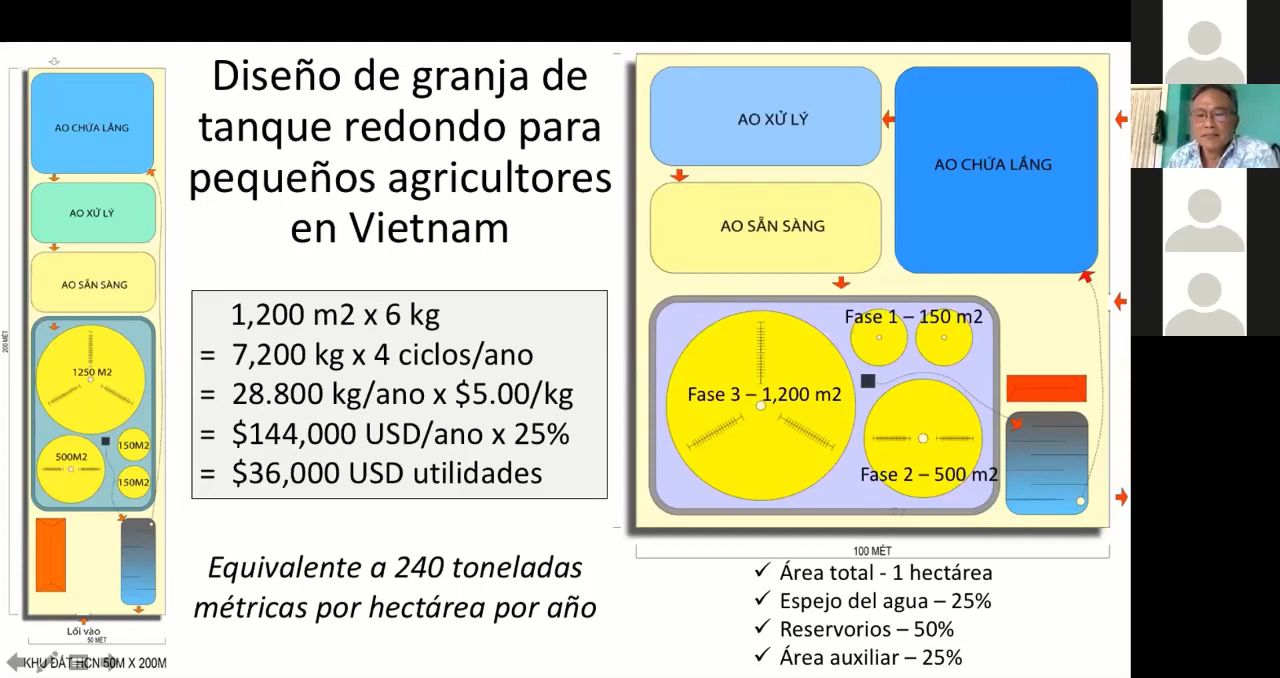 Diseño de granja de
tanque redondo para
pequeños agricultores
en Vietnam
1,200 m2 x 6 kg
= 7,200 kg x 4 ciclos/ano
= 28.800 kg/ano x $5.00/kg
= $144,000 USD/ano x 25%
= $36,000 USD utilidades
Equivalente a 240 toneladas
métricas por hectárea por año
AO CHỨA LẮNG
AO XỬ LÝ
AO SẴN SÀNG
1250 M2
500M2
150M2
150M2
200 MÉT
Lối vào
50 MÉT
KHU ĐẤT HCN 50M X 200M
AO XỬ LÝ
AO CHỨA LẮNG
AO SẴN SÀNG
Fase 1 – 150 m2
Fase 3 – 1,200 m2
Fase 2 – 500 m2
100 MÉT
✓ Área total - 1 hectárea
✓ Espejo del agua – 25%
✓ Reservorios – 50%
✓ Área auxiliar – 25%